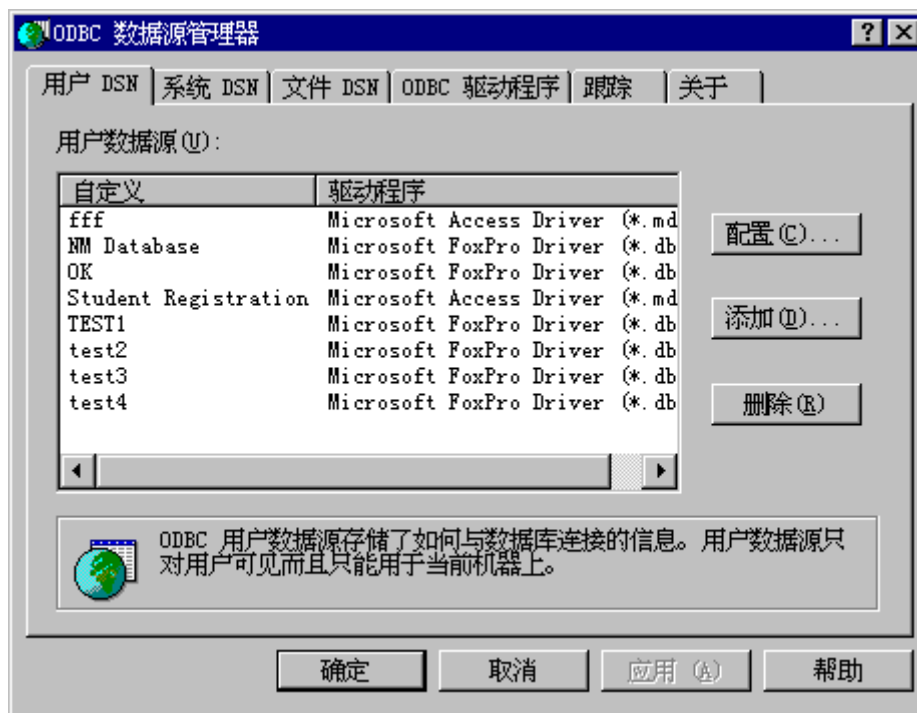 ODBC 数据源管理器
用户 DSN 系统 DSN 文件 DSN ODBC 驱动程序 跟踪 关于
用户数据源(U):
自定义 驱动程序
fff Microsoft Access Driver (*.md
NM Database Microsoft FoxPro Driver (*.db
OK Microsoft FoxPro Driver (*.db
Student Registration Microsoft Access Driver (*.md
TEST1 Microsoft FoxPro Driver (*.db
test2 Microsoft FoxPro Driver (*.db
test3 Microsoft FoxPro Driver (*.db
test4 Microsoft FoxPro Driver (*.db
配置(C)...
添加(D)...
删除(R)
ODBC 用户数据源存储了如何与数据库连接的信息。用户数据源只
对用户可见而且只能用于当前机器上。
确定 取消 应用 (A) 帮助